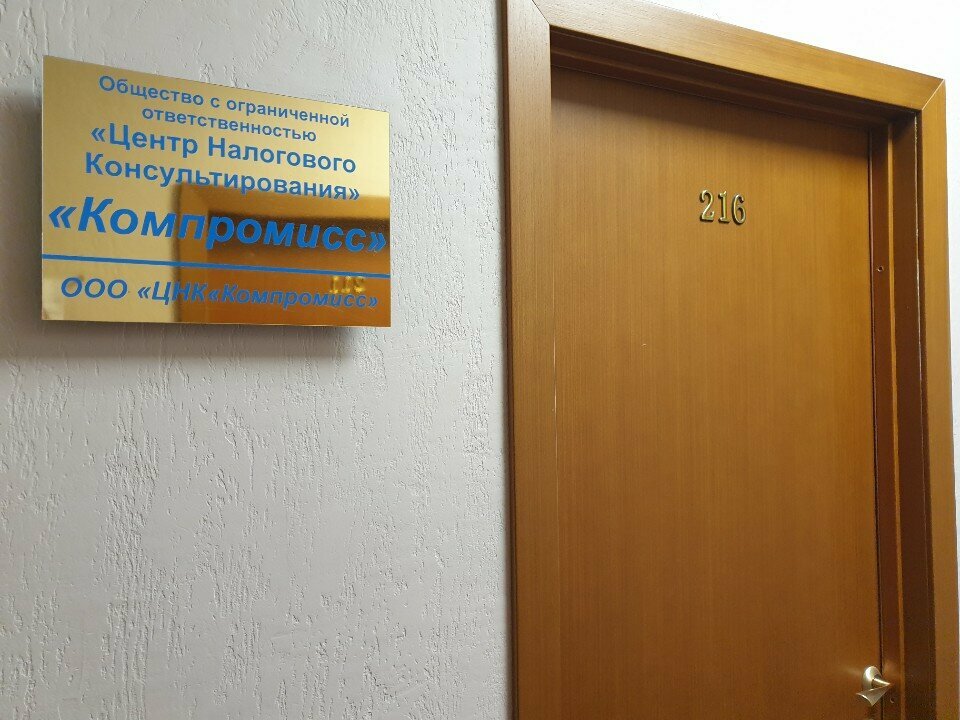 Общество с ограниченной
ответственностью
«Центр Налогового
Консультирования»
«Компромисс»
ООО «ЦНК«Компромисс»
216